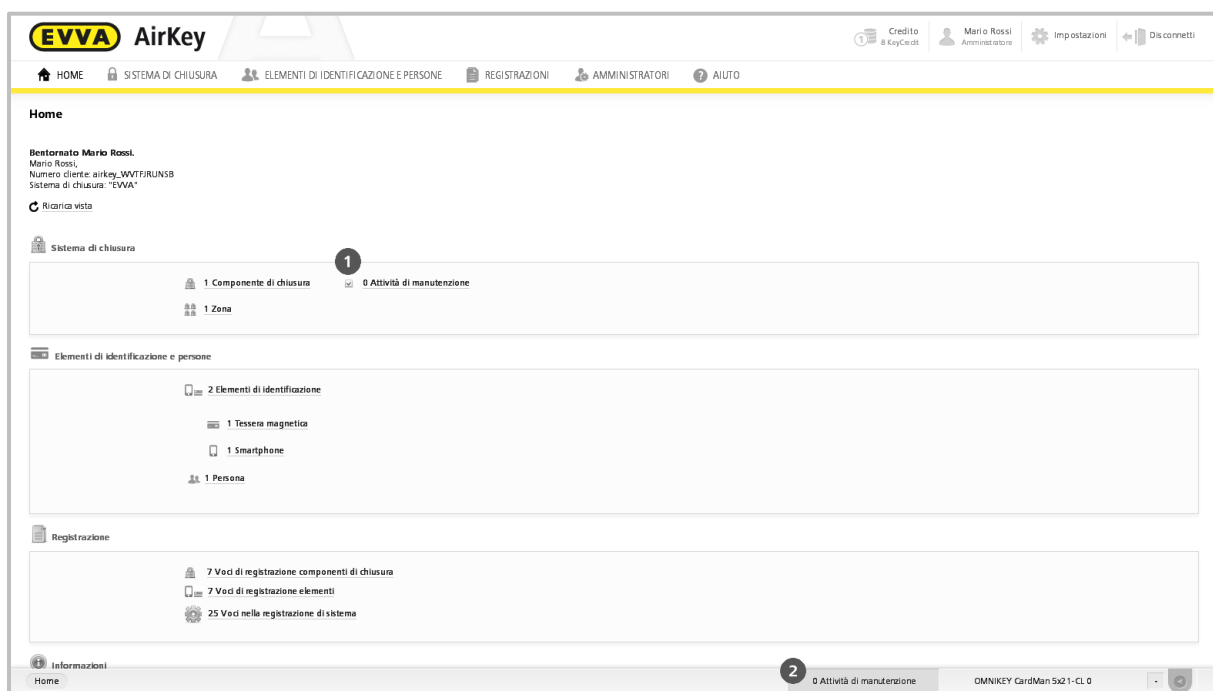 EVVA AirKey
Credito
8 KeyCredit
Mario Rossi
Amministratore
Impostazioni
Disconnetti
HOME
SISTEMA DI CHIUSURA
ELEMENTI DI IDENTIFICAZIONE E PERSONE
REGISTRAZIONI
AMMINISTRATORI
AIUTO
Home
Bentornato Mario Rossi.
Mario Rossi,
Numero cliente: airkey_WVTFJRUNSB
Sistema di chiusura: "EVVA"
Ricarica vista
Sistema di chiusura
1
1 Componente di chiusura
0 Attività di manutenzione
1 Zona
Elementi di identificazione e persone
2 Elementi di identificazione
1 Tessera magnetica
1 Smartphone
1 Persona
Registrazione
7 Voci di registrazione componenti di chiusura
7 Voci di registrazione elementi
25 Voci nella registrazione di sistema
Informazioni
Home
2
0 Attività di manutenzione
OMNIKEY CardMan 5x21-CL 0
-